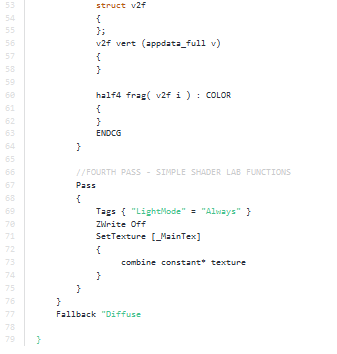 53 struct v2f
54 {
55 };
56 v2f vert (appdata_full v)
57 {
58 }
59
60 half4 frag( v2f i ) : COLOR
61 {
62 }
63 ENDCG
64 }
65
66 //FOURTH PASS - SIMPLE SHADER LAB FUNCTIONS
67 Pass
68 {
69 Tags { "LightMode" = "Always" }
70 ZWrite Off
71 SetTexture [_MainTex]
72 {
73 combine constant* texture
74 }
75 }
76 }
77 Fallback "Diffuse
78
79 }